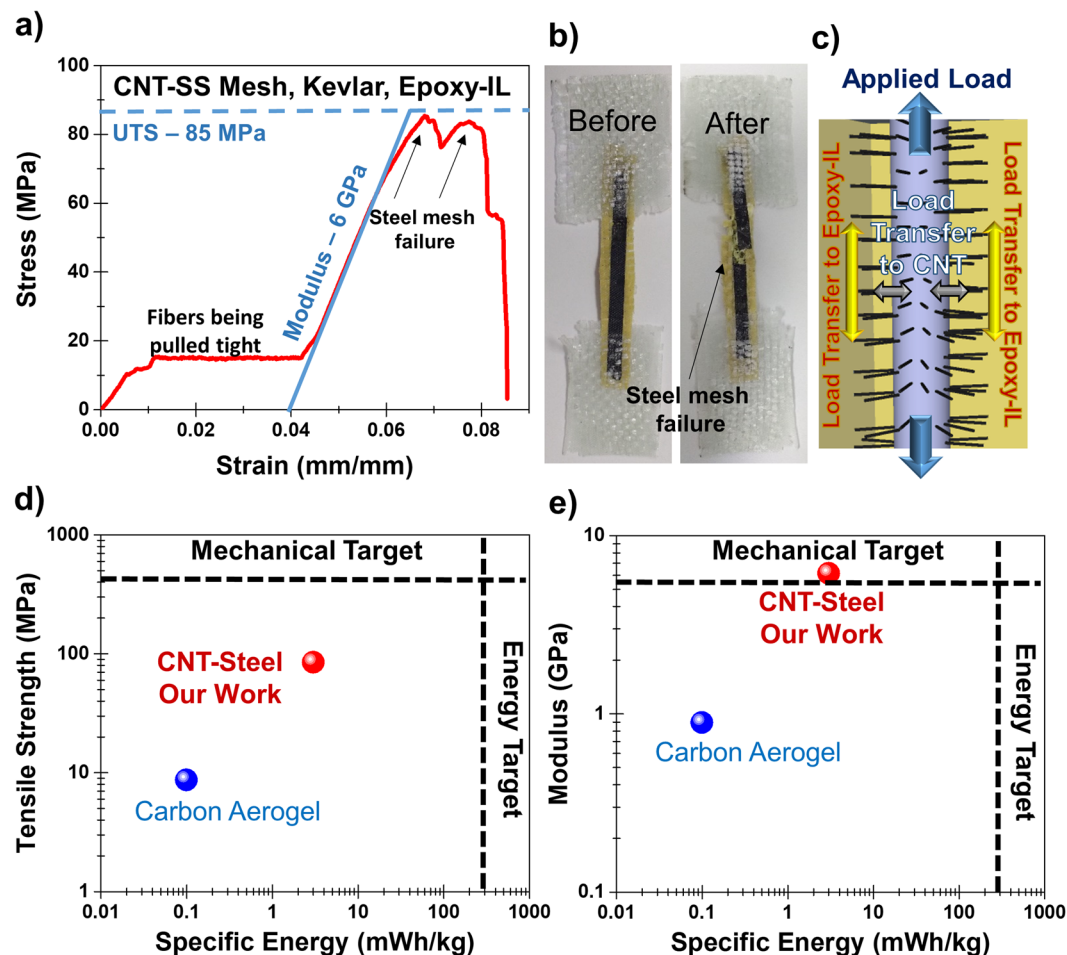 a)
CNT-SS Mesh, Kevlar, Epoxy-IL
UTS – 85 MPa
Modulus – 6 GPa
Steel mesh
failure
Fibers being
pulled tight
Stress (MPa)
100
80
60
40
20
0
0.00
0.02
0.04
0.06
0.08
Strain (mm/mm)
b)
Before
After
Steel mesh
failure
c)
Applied Load
Load Transfer to Epoxy-IL
Load
Transfer
to CNT
Load Transfer to Epoxy-IL
d)
Mechanical Target
CNT-Steel
Our Work
Carbon Aerogel
Energy Target
Tensile Strength (MPa)
1000
100
10
1
0.01
0.1
1
10
100
1000
Specific Energy (mWh/kg)
e)
Mechanical Target
CNT-Steel
Our Work
Carbon Aerogel
Energy Target
Modulus (GPa)
10
1
0.1
0.01
0.1
1
10
100
1000
Specific Energy (mWh/kg)